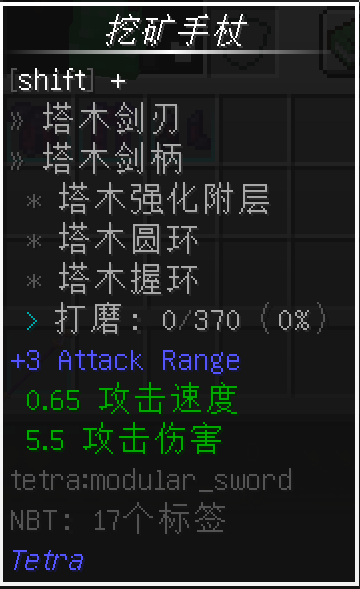 挖矿手杖
[shift] +
» 塔木剑刃
» 塔木剑柄
* 塔木强化附层
* 塔木圆环
* 塔木握环
> 打磨: 0/370 (0%)
+3 Attack Range
0.65 攻击速度
5.5 攻击伤害
tetra:modular_sword
NBT: 17个标签
Tetra